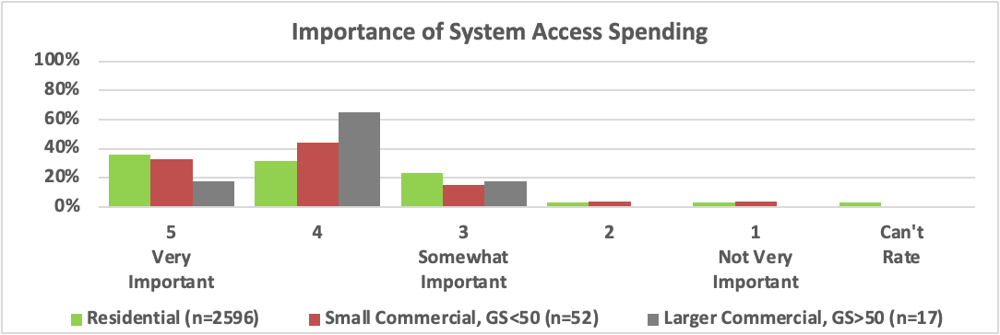 Importance of System Access Spending
100%
80%
60%
40%
20%
0%
5 4 3 2 1 Can't
Very Somewhat Not Very Rate
Important Important Important
Residential (n=2596) Small Commercial, GS<50 (n=52) Larger Commercial, GS>50 (n=17)